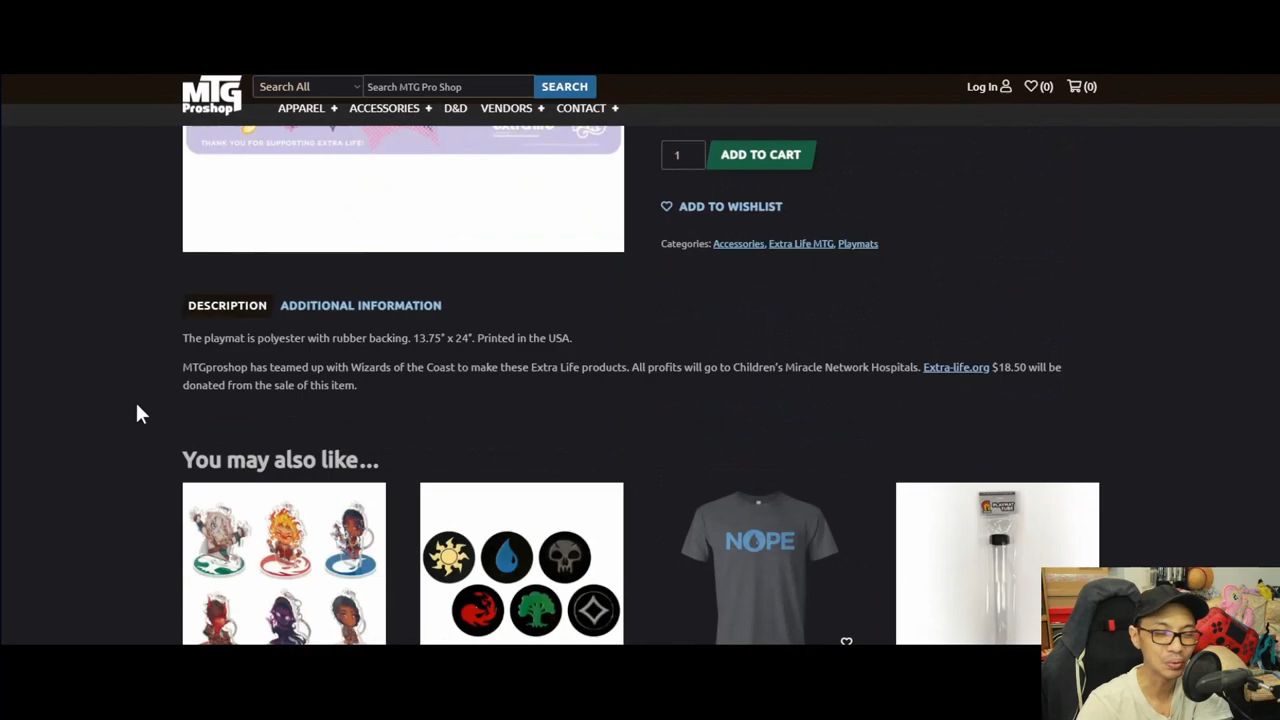 MTG
Proshop
Search All
Search MTG Pro Shop
SEARCH
Log In
(0)
(0)
APPAREL +
ACCESSORIES +
D&D
VENDORS +
CONTACT +
THANK YOU FOR SUPPORTING EXTRA LIFE!
1
ADD TO CART
ADD TO WISHLIST
Categories: Accessories, Extra Life MTG, Playmats
DESCRIPTION
ADDITIONAL INFORMATION
The playmat is polyester with rubber backing. 13.75″ x 24″. Printed in the USA.
MTGproshop has teamed up with Wizards of the Coast to make these Extra Life products. All profits will go to Children's Miracle Network Hospitals. Extra-life.org $18.50 will be
donated from the sale of this item.
You may also like...
NOPE